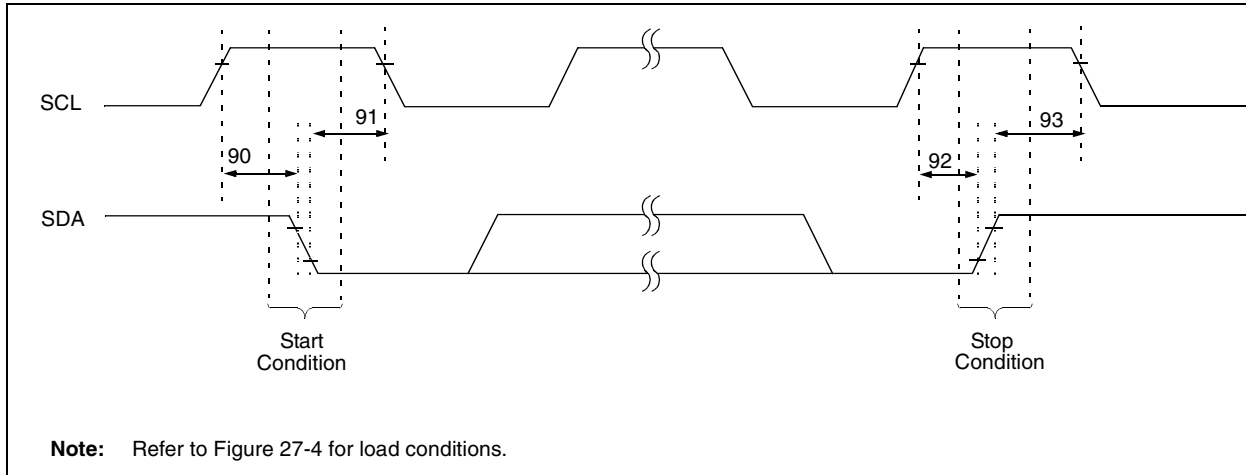 SCL
91
93
90
92
SDA
Start
Condition
Stop
Condition
Note: Refer to Figure 27-4 for load conditions.